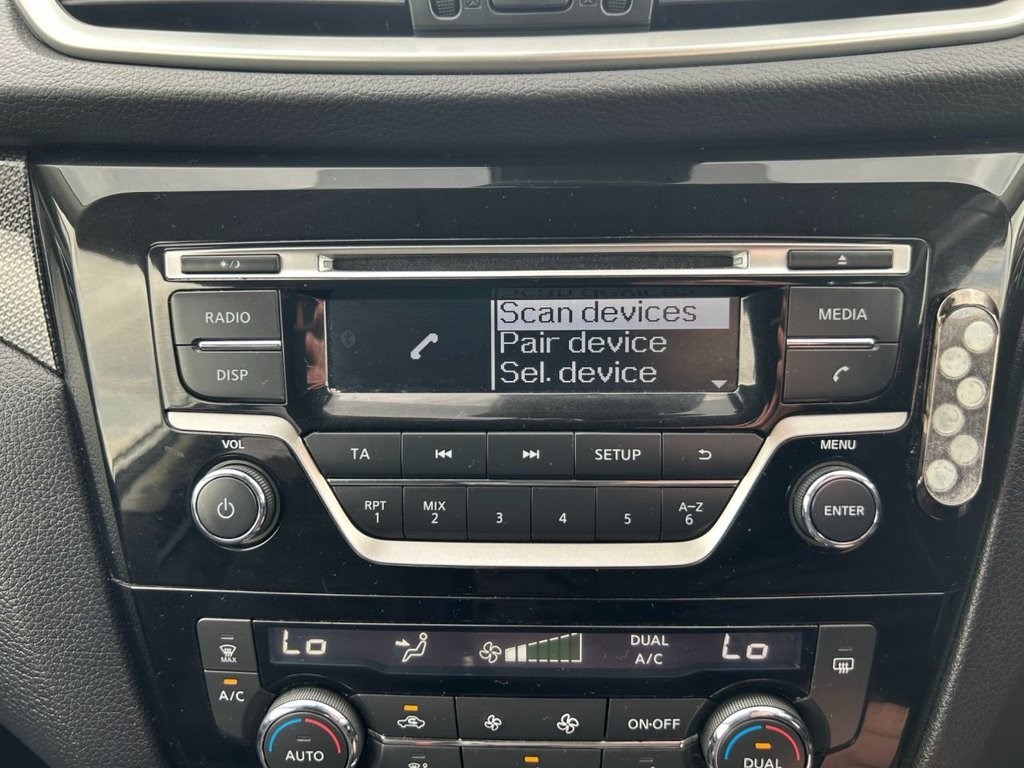 Scan devices
RADIO
MEDIA
Pair device
DISP
Sel. device
VOL
MENU
TA
SETUP
RPT
1
MIX
2
3
4
5
A-Z
6
ENTER
Lo
DUAL
A/C
Lo
MAX
A/C
ON·OFF
AUTO
DUAL